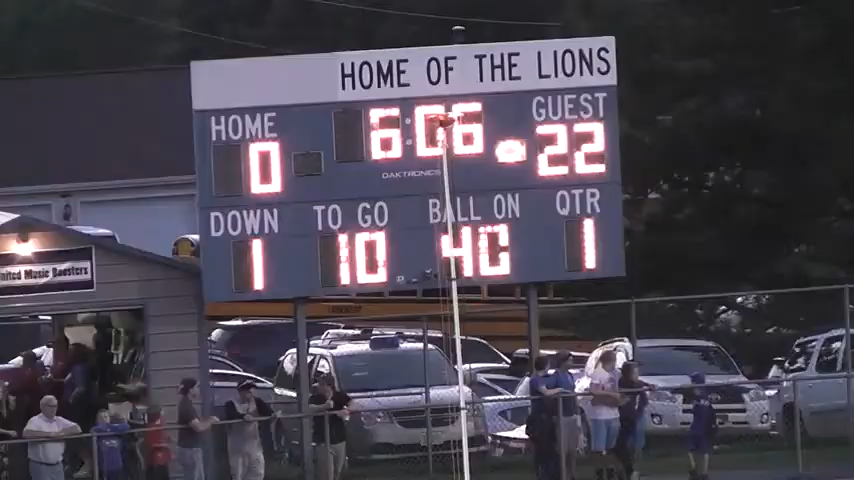 HOME OF THE LIONS
HOME 6:06 GUEST
0 22
DAKTRONICS
DOWN TO GO BALL ON QTR
1 10 40 1
United Music Boosters